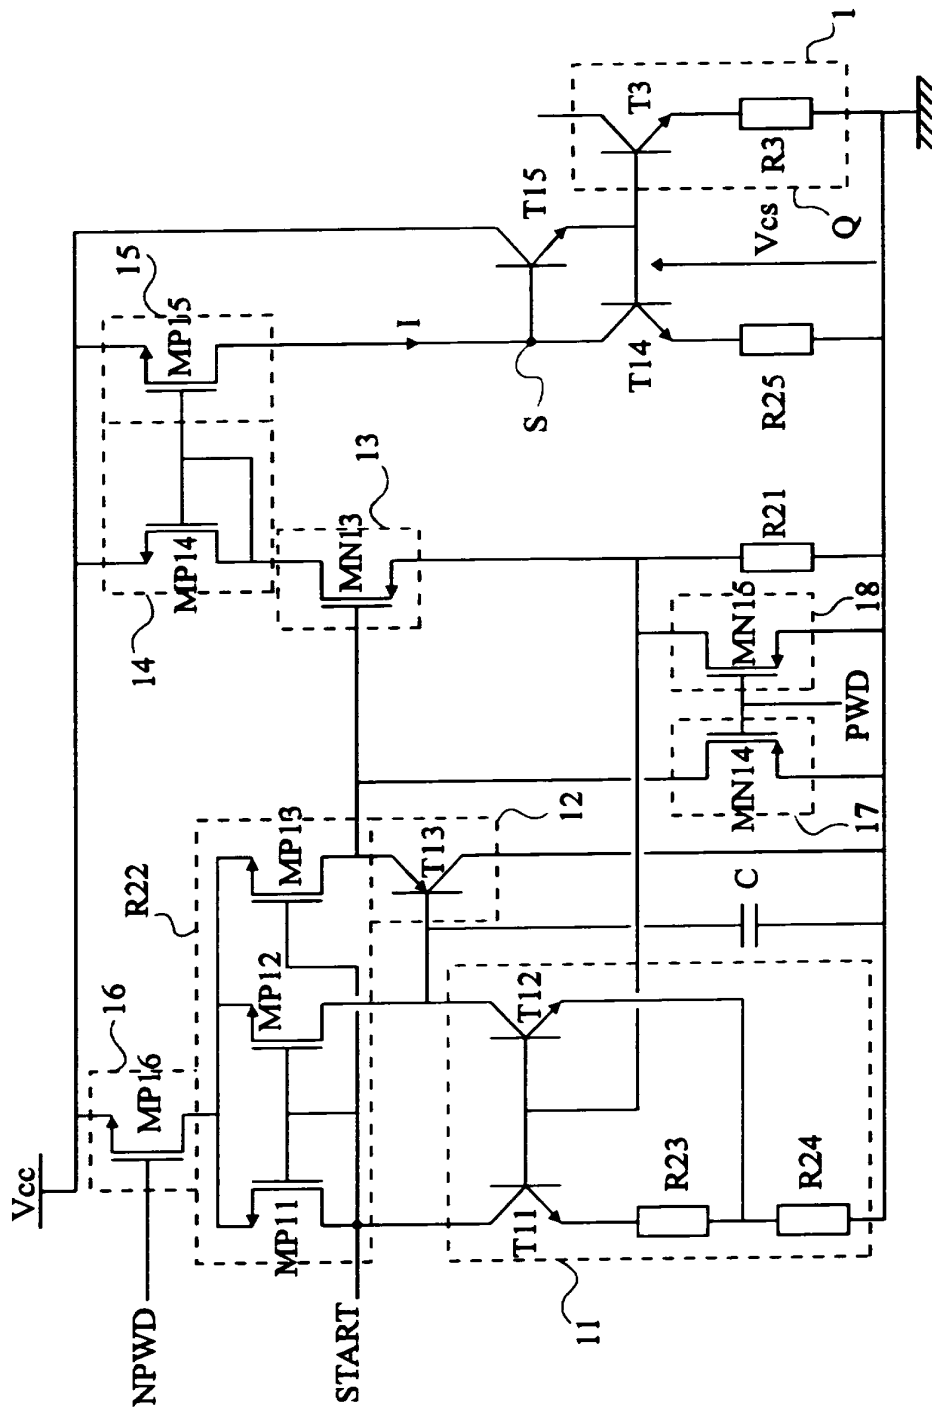 Vcc
NPWD
START
16
MP16
R22
MP11
MP12
MP13
12
T13
14
MP14
15
MP15
I
13
MN13
S
T15
T14
T3
1
Q
R3
Vcs
R25
R21
18
MN15
PWD
MN14
17
C
T12
T11
R23
R24
11